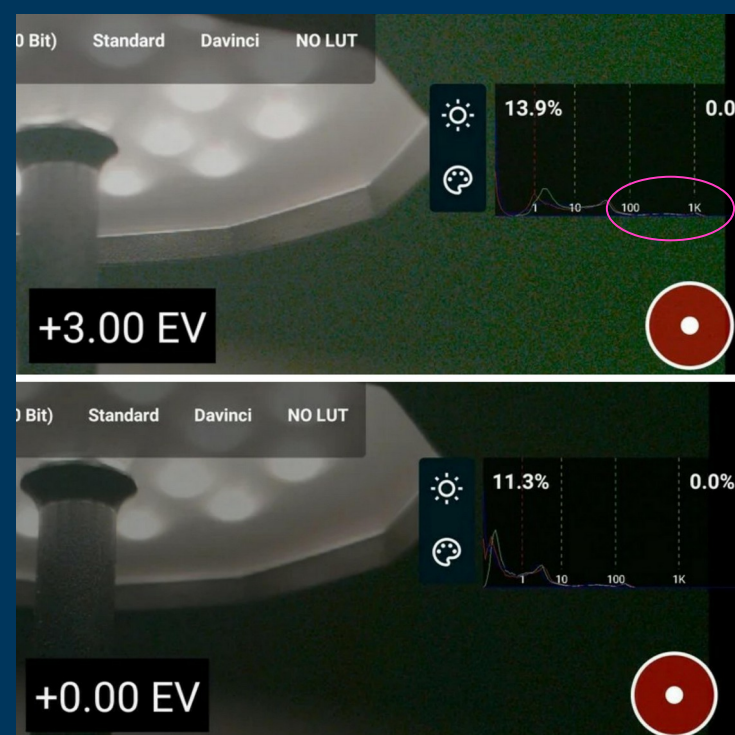 0 Bit) Standard Davinci NO LUT
13.9% 0.0
1 10 100 1K
+3.00 EV
0 Bit) Standard Davinci NO LUT
11.3% 0.0%
1 10 100 1K
+0.00 EV